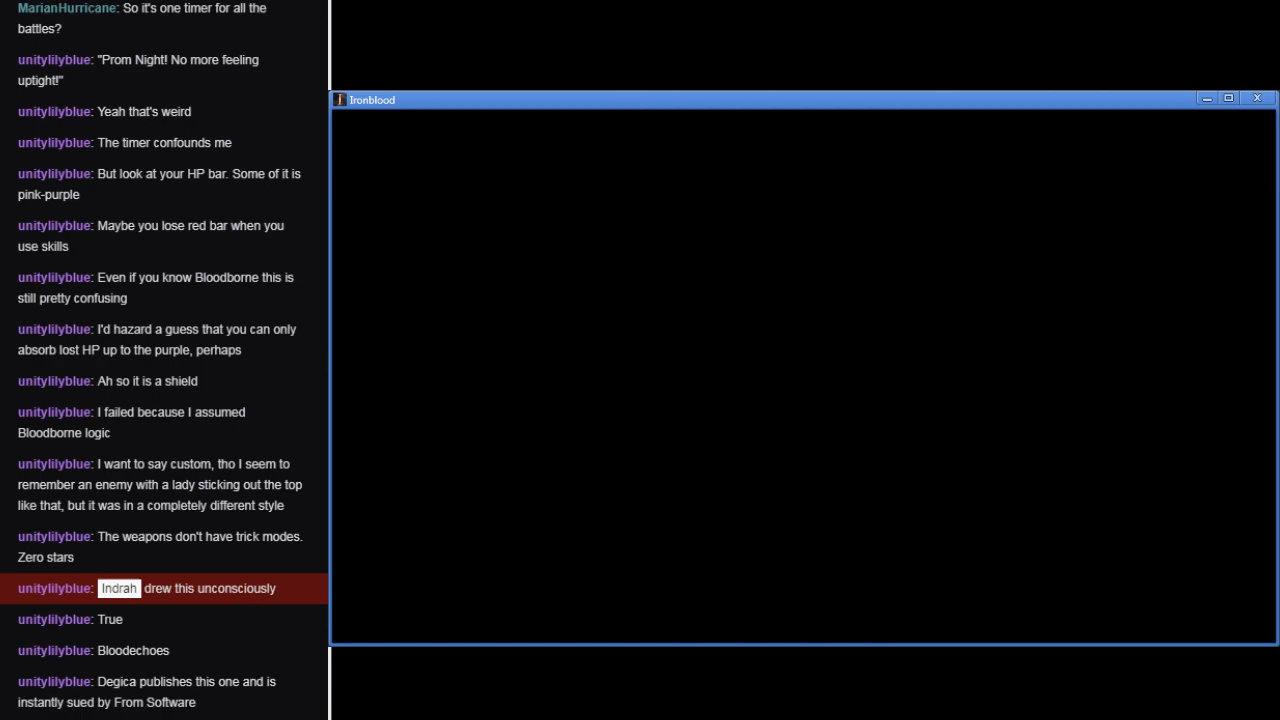 MarianHurricane: So it's one timer for all the
battles?
unitylilyblue: "Prom Night! No more feeling
uptight!"
unitylilyblue: Yeah that's weird
unitylilyblue: The timer confounds me
unitylilyblue: But look at your HP bar. Some of it is
pink-purple
unitylilyblue: Maybe you lose red bar when you
use skills
unitylilyblue: Even if you know Bloodborne this is
still pretty confusing
unitylilyblue: I'd hazard a guess that you can only
absorb lost HP up to the purple, perhaps
unitylilyblue: Ah so it is a shield
unitylilyblue: I failed because I assumed
Bloodborne logic
unitylilyblue: I want to say custom, tho I seem to
remember an enemy with a lady sticking out the top
like that, but it was in a completely different style
unitylilyblue: The weapons don't have trick modes.
Zero stars
unitylilyblue: Indrah drew this unconsciously
unitylilyblue: True
unitylilyblue: Bloodechoes
unitylilyblue: Degica publishes this one and is
instantly sued by From Software
Ironblood